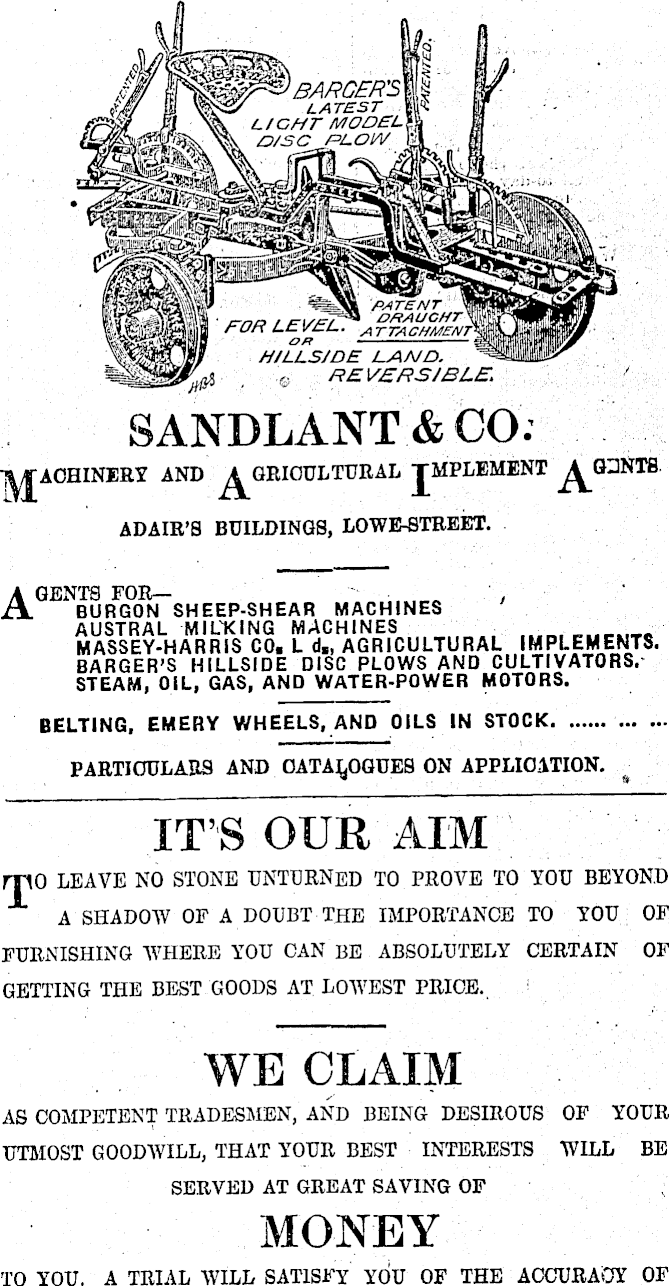 PATENTED
BARGER'S
LATEST
LIGHT MODEL
DISC PLOW
PATENTED.
FOR LEVEL.
OR
HILLSIDE LAND.
REVERSIBLE.
PATENT
DRAUGHT
ATTACHMENT
HBS
SANDLANT & CO.
MACHINERY AND AGRICULTURAL IMPLEMENT AGENTS.
ADAIR'S BUILDINGS, LOWE-STREET.
AGENTS FOR—
BURGON SHEEP-SHEAR MACHINES
AUSTRAL MILKING MACHINES
MASSEY-HARRIS CO. L d., AGRICULTURAL IMPLEMENTS.
BARGER'S HILLSIDE DISC PLOWS AND CULTIVATORS.
STEAM, OIL, GAS, AND WATER-POWER MOTORS.
BELTING, EMERY WHEELS, AND OILS IN STOCK. ...... ... ...
PARTICULARS AND CATALOGUES ON APPLICATION.
IT'S OUR AIM
TO LEAVE NO STONE UNTURNED TO PROVE TO YOU BEYOND
A SHADOW OF A DOUBT THE IMPORTANCE TO YOU OF
FURNISHING WHERE YOU CAN BE ABSOLUTELY CERTAIN OF
GETTING THE BEST GOODS AT LOWEST PRICE.
WE CLAIM
AS COMPETENT TRADESMEN, AND BEING DESIROUS OF YOUR
UTMOST GOODWILL, THAT YOUR BEST INTERESTS WILL BE
SERVED AT GREAT SAVING OF
MONEY
TO YOU. A TRIAL WILL SATISFY YOU OF THE ACCURACY OF